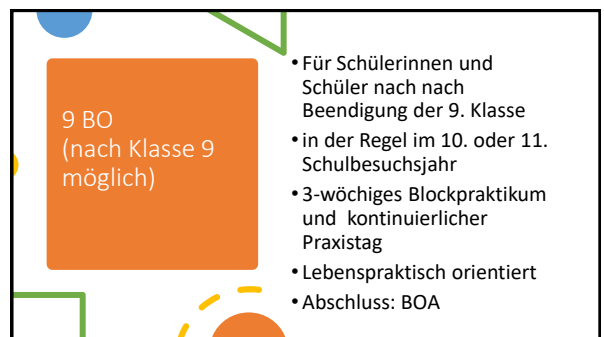 9 BO
(nach Klasse 9
möglich)
• Für Schülerinnen und
Schüler nach nach
Beendigung der 9. Klasse
• in der Regel im 10. oder 11.
Schulbesuchsjahr
• 3-wöchiges Blockpraktikum
und kontinuierlicher
Praxistag
• Lebenspraktisch orientiert
• Abschluss: BOA